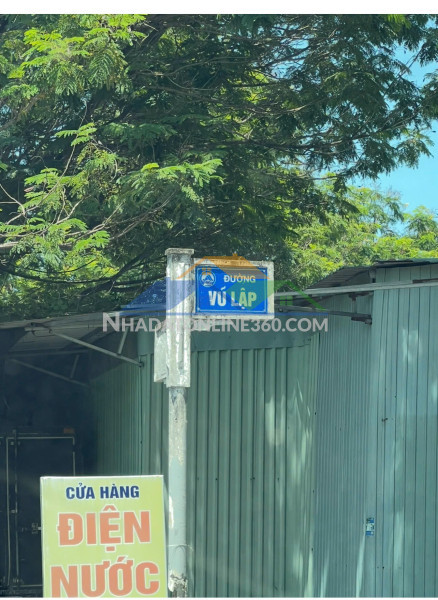 ĐƯỜNG
VŨ LẬP
NHADATONLINE360.COM
CỬA HÀNG
ĐIỆN
NƯỚC